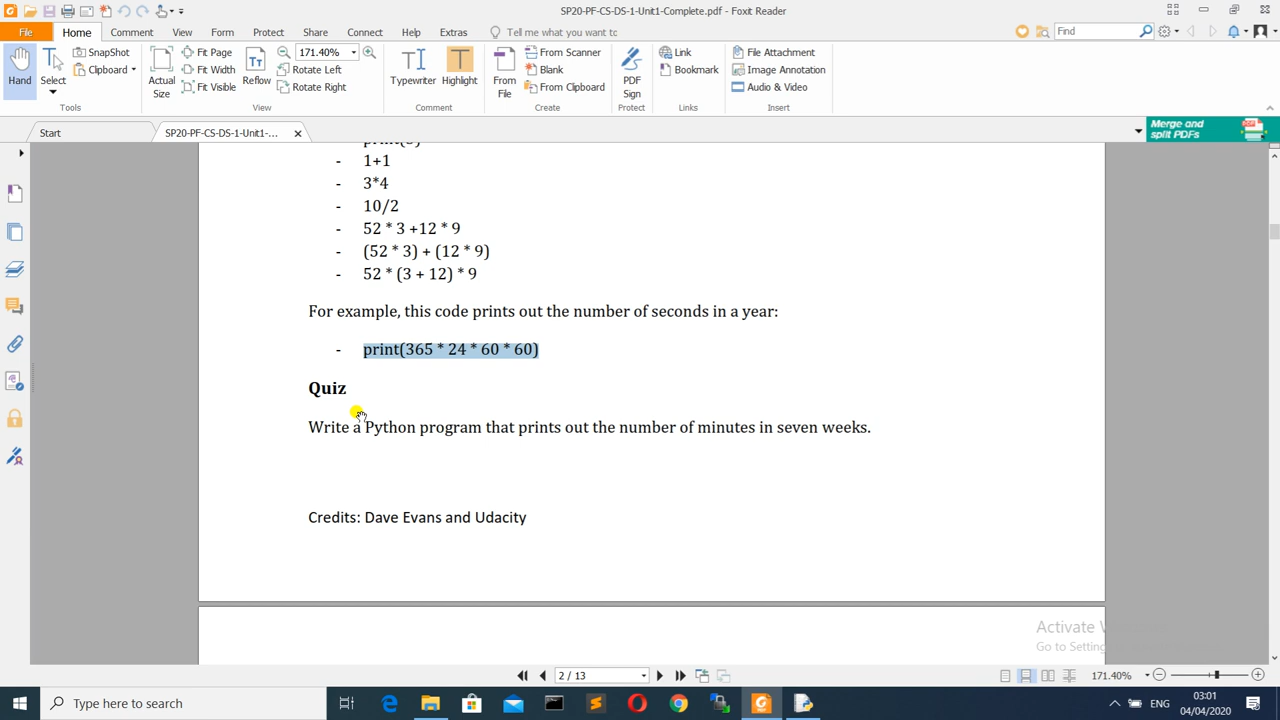 SP20-PF-CS-DS-1-Unit1-Complete.pdf - Foxit Reader
File Home Comment View Form Protect Share Connect Help Extras Tell me what you want to Find
Hand
Select
SnapShot
Clipboard
Tools
Actual Size
Fit Page
Fit Width
Fit Visible
Reflow
171.40%
Rotate Left
Rotate Right
View
Typewriter
Highlight
Comment
From File
From Scanner
Blank
From Clipboard
Create
PDF Sign
Protect
Link
Bookmark
Links
File Attachment
Image Annotation
Audio & Video
Insert
Start SP20-PF-CS-DS-1-Unit1-...
Merge and
split PDFs
- 1+1
- 3*4
- 10/2
- 52 * 3 +12 * 9
- (52 * 3) + (12 * 9)
- 52 * (3 + 12) * 9
For example, this code prints out the number of seconds in a year:
- print(365 * 24 * 60 * 60)
Quiz
Write a Python program that prints out the number of minutes in seven weeks.
Credits: Dave Evans and Udacity
Activate
Go to Setting
2 / 13
171.40%
Type here to search
ENG
03:01
04/04/2020